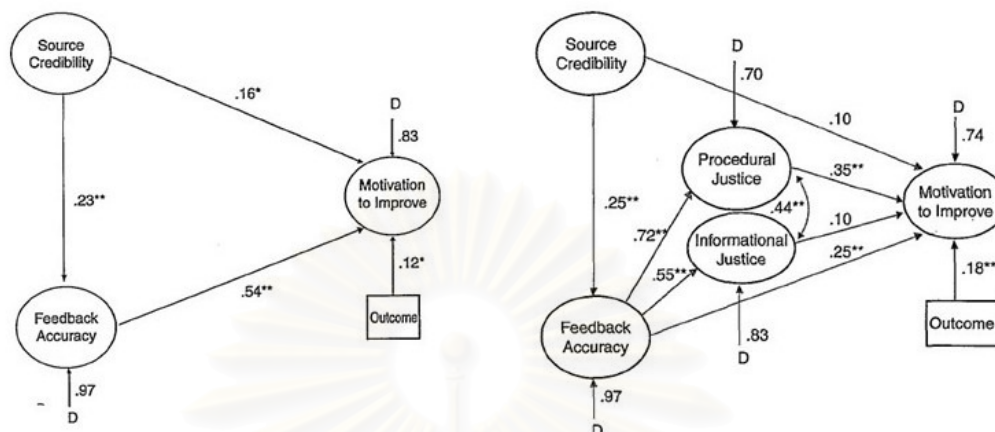 Source
Credibility
.16*
D
.83
Motivation
to Improve
.23**
.12*
.54**
Outcome
Feedback
Accuracy
.97
D
Source
Credibility
D
.70
.10
D
.74
Procedural
Justice
.35**
Motivation
to Improve
.25**
.44**
.10
.72**
Informational
Justice
.25**
.55**
.18**
Feedback
Accuracy
.83
D
Outcome
.97
D